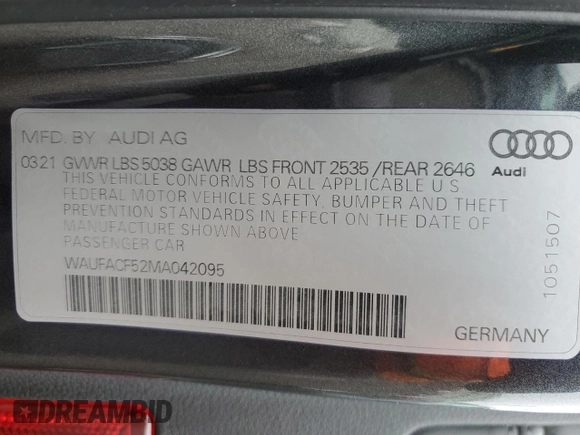 MFD. BY AUDI AG
03.21 GVWR LBS 5038 GAWR LBS FRONT 2535 /REAR 2646
THIS VEHICLE CONFORMS TO ALL APPLICABLE U.S.
FEDERAL MOTOR VEHICLE SAFETY, BUMPER AND THEFT
PREVENTION STANDARDS IN EFFECT ON THE DATE OF
MANUFACTURE SHOWN ABOVE
PASSENGER CAR
WAUFACF52MA042095
Audi
1051507
GERMANY
DREAMBID